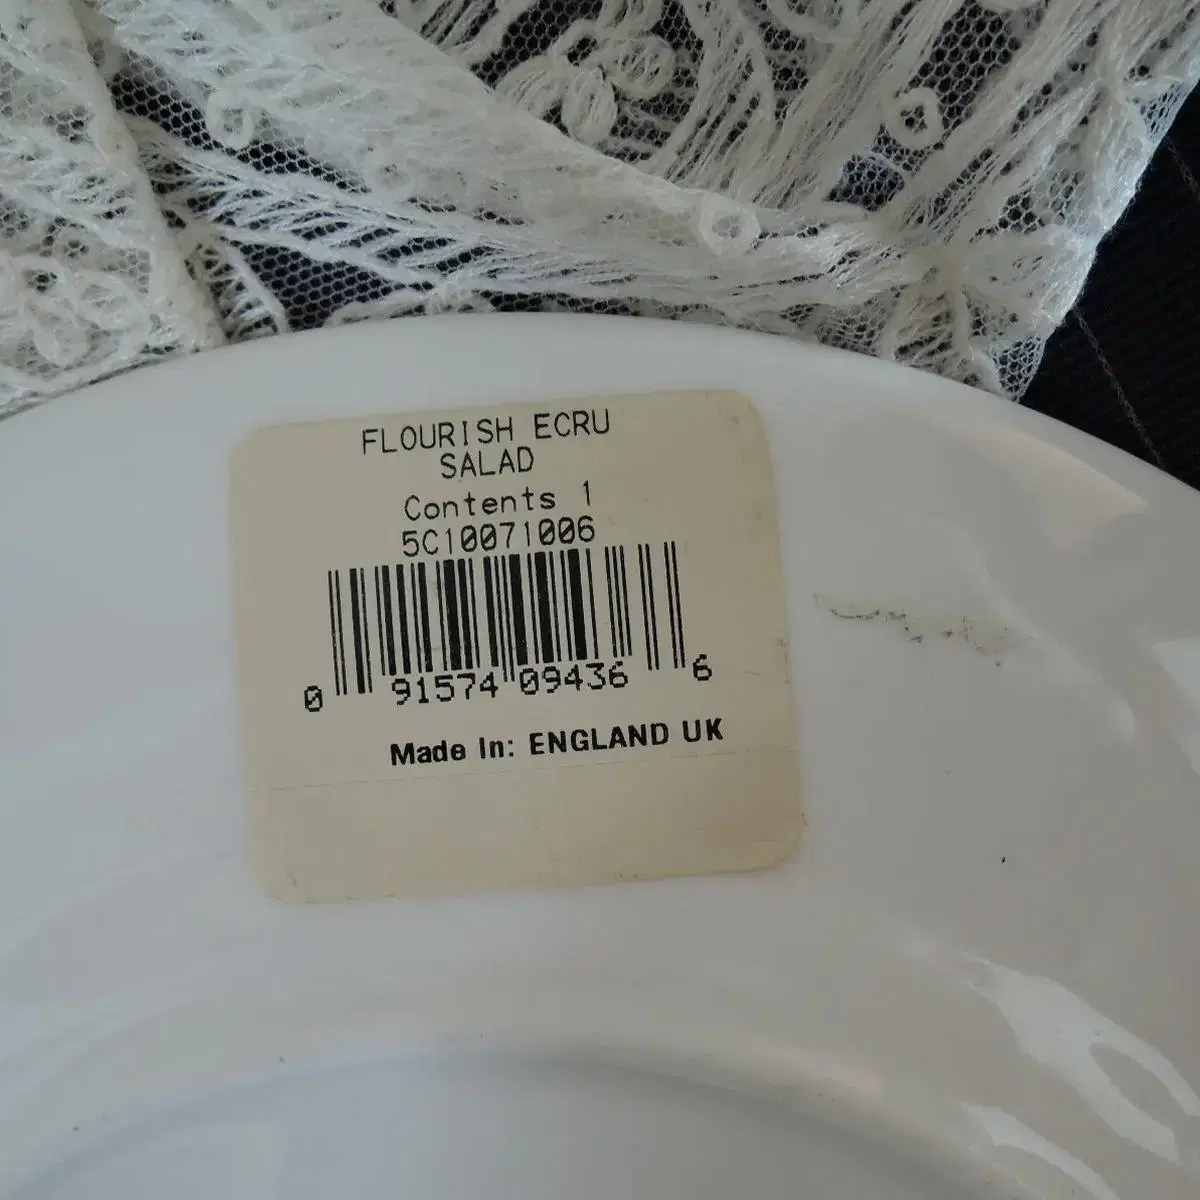 FLOURISH ECRU
SALAD
Contents 1
5C10071006
0 91574 09436 6
Made In: ENGLAND UK